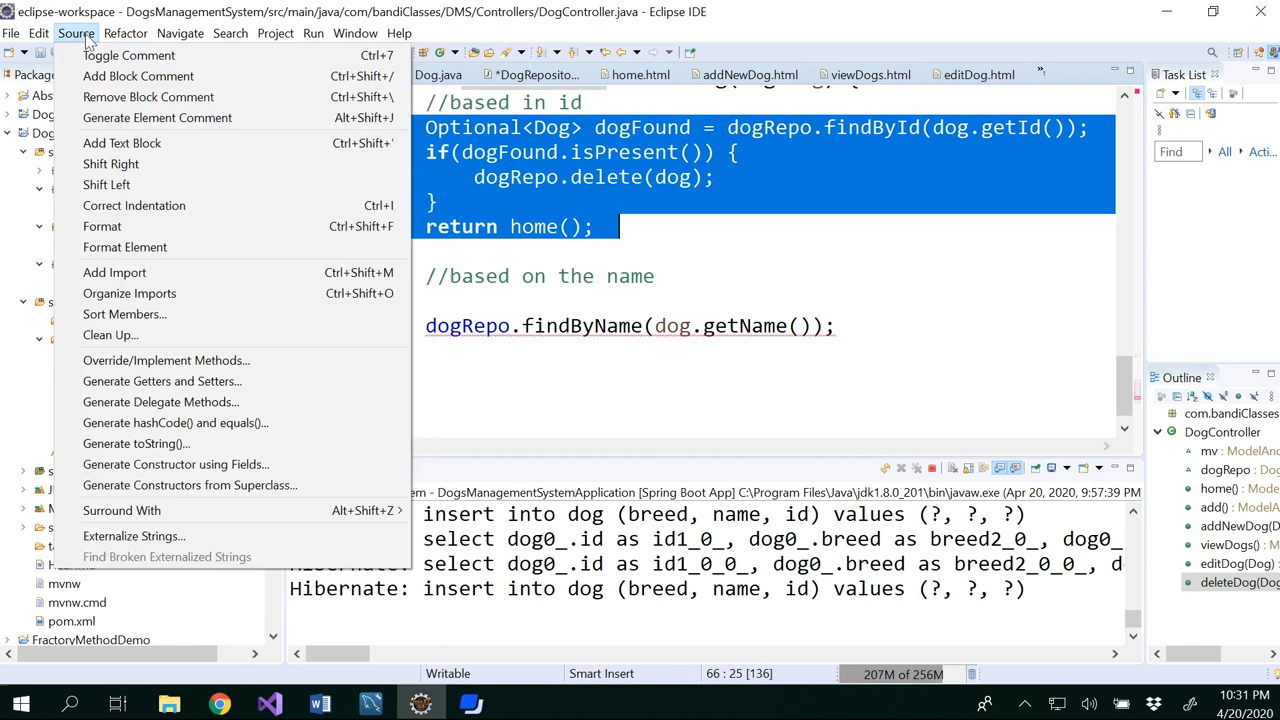 eclipse-workspace - DogsManagementSystem/src/main/java/com/bandiClasses/DMS/Controllers/DogController.java - Eclipse IDE
File Edit Source Refactor Navigate Search Project Run Window Help
Toggle Comment Ctrl+7
Add Block Comment Ctrl+Shift+/
Remove Block Comment Ctrl+Shift+\
Generate Element Comment Alt+Shift+J
Add Text Block Ctrl+Shift+'
Shift Right
Shift Left
Correct Indentation Ctrl+I
Format Ctrl+Shift+F
Format Element
Add Import Ctrl+Shift+M
Organize Imports Ctrl+Shift+O
Sort Members...
Clean Up...
Override/Implement Methods...
Generate Getters and Setters...
Generate Delegate Methods...
Generate hashCode() and equals()...
Generate toString()...
Generate Constructor using Fields...
Generate Constructors from Superclass...
Surround With Alt+Shift+Z
Externalize Strings...
Find Broken Externalized Strings
Packag
Abs
Dog
Dog
mvnw
mvnw.cmd
pom.xml
FractoryMethodDemo
Dog.java *DogReposito... home.html addNewDog.html viewDogs.html editDog.html
//based in id
Optional<Dog> dogFound = dogRepo.findById(dog.getId());
if(dogFound.isPresent()) {
dogRepo.delete(dog);
}
return home();
//based on the name
dogRepo.findByName(dog.getName());
em - DogsManagementSystemApplication [Spring Boot App] C:\Program Files\Java\jdk1.8.0_201\bin\javaw.exe (Apr 20, 2020, 9:57:39 PM)
insert into dog (breed, name, id) values (?, ?, ?)
select dog0_.id as id1_0_, dog0_.breed as breed2_0_, dog0_
select dog0_.id as id1_0_0_, dog0_.breed as breed2_0_0_, d
Hibernate: insert into dog (breed, name, id) values (?, ?, ?)
Task List
Find All Acti...
Outline
com.bandiClasses
DogController
mv : ModelAn
dogRepo : Do
home() : Mode
add() : Model
addNewDog(D
viewDogs() : M
editDog(Dog)
deleteDog(Dog
Writable Smart Insert 66 : 25 [136] 207M of 256M
10:31 PM
4/20/2020